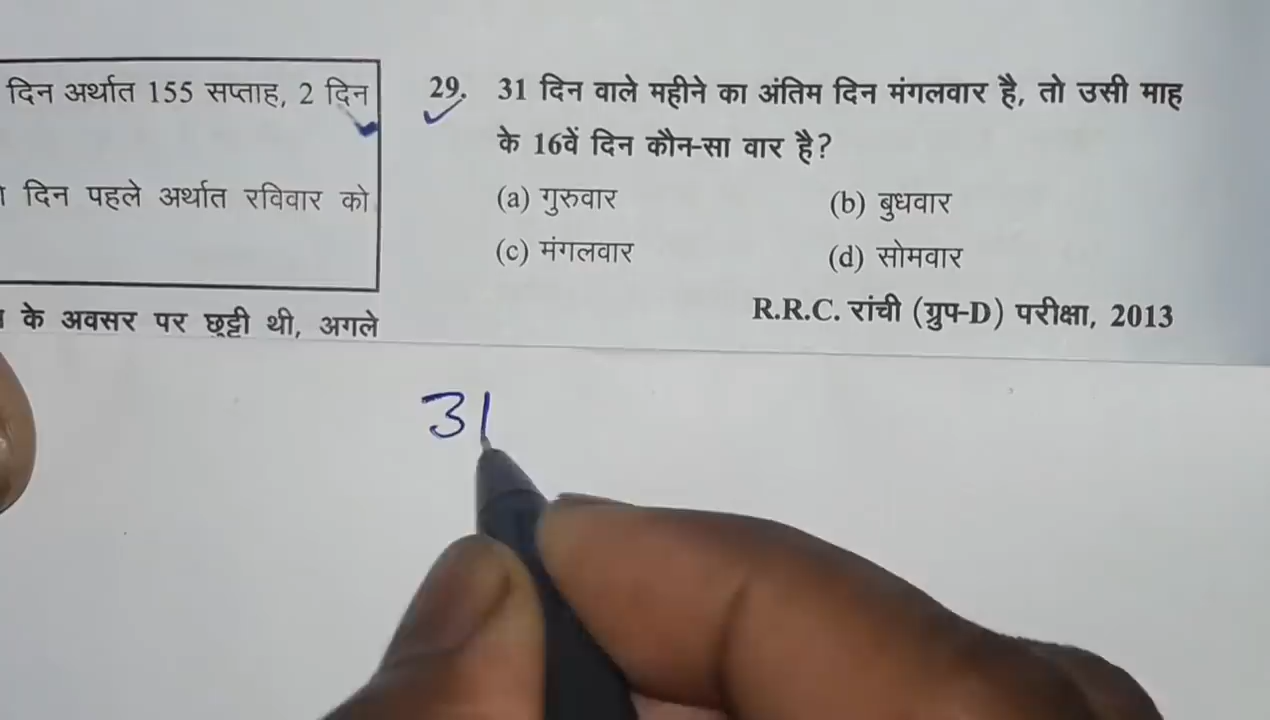 दिन अर्थात 155 सप्ताह, 2 दिन
दिन पहले अर्थात रविवार को
के अवसर पर छुट्टी थी, अगले
29. 31 दिन वाले महीने का अंतिम दिन मंगलवार है, तो उसी माह
के 16वें दिन कौन-सा वार है?
(a) गुरुवार (b) बुधवार
(c) मंगलवार (d) सोमवार
R.R.C. रांची (ग्रुप-D) परीक्षा, 2013
31